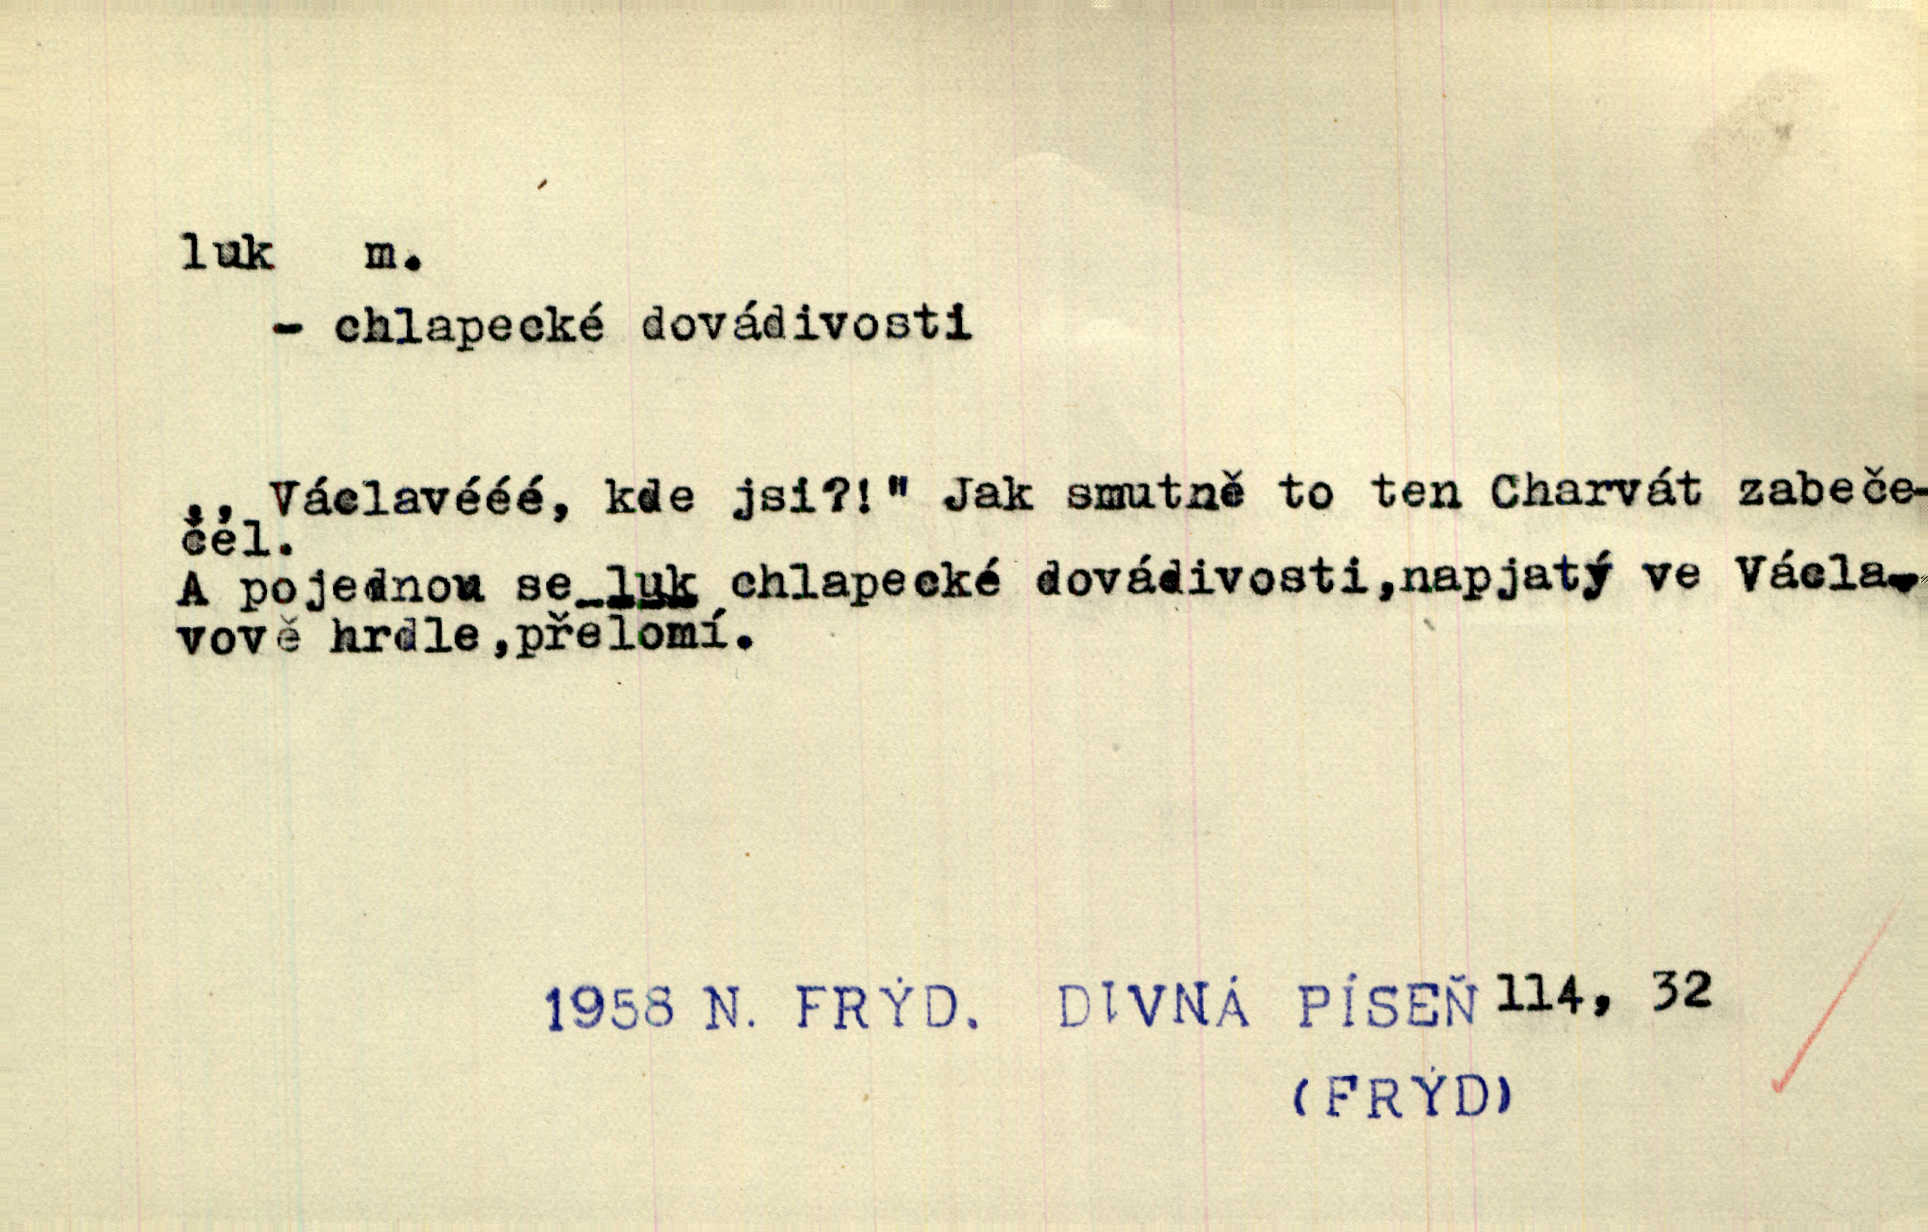 luk m.
- chlapecké dovádivosti
,, Václavééé, kde jsi?!" Jak smutně to ten Charvát zabeče-
čel.
A pojednou se luk chlapecké dovádivosti,napjatý ve Václa-
vově hrdle,přelomí.
1958 N. FRÝD. DIVNÁ PÍSEŇ 114, 32
(FRÝD)